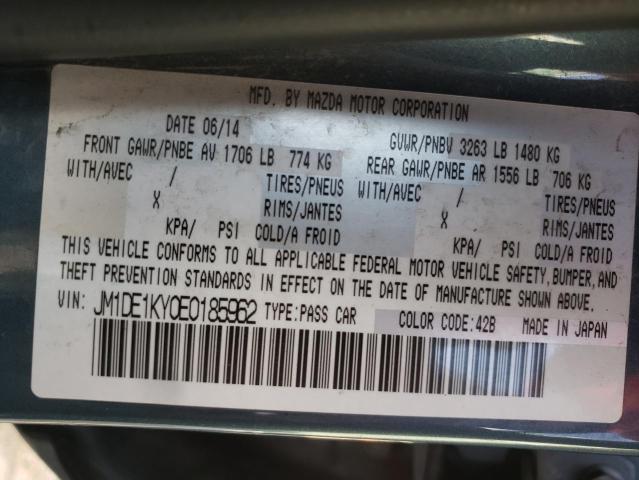 MFD. BY MAZDA MOTOR CORPORATION
DATE 06/14 GVWR/PNBV 3263 LB 1480 KG
FRONT GAWR/PNBE AV 1706 LB 774 KG REAR GAWR/PNBE AR 1556 LB 706 KG
WITH/AVEC / TIRES/PNEUS WITH/AVEC / TIRES/PNEUS
X RIMS/JANTES X RIMS/JANTES
KPA/ PSI COLD/A FROID KPA/ PSI COLD/A FROID
THIS VEHICLE CONFORMS TO ALL APPLICABLE FEDERAL MOTOR VEHICLE SAFETY,BUMPER,AND
THEFT PREVENTION STANDARDS IN EFFECT ON THE DATE OF MANUFACTURE SHOWN ABOVE.
VIN: JM1DE1KY0E0185952 TYPE:PASS CAR COLOR CODE:42B MADE IN JAPAN